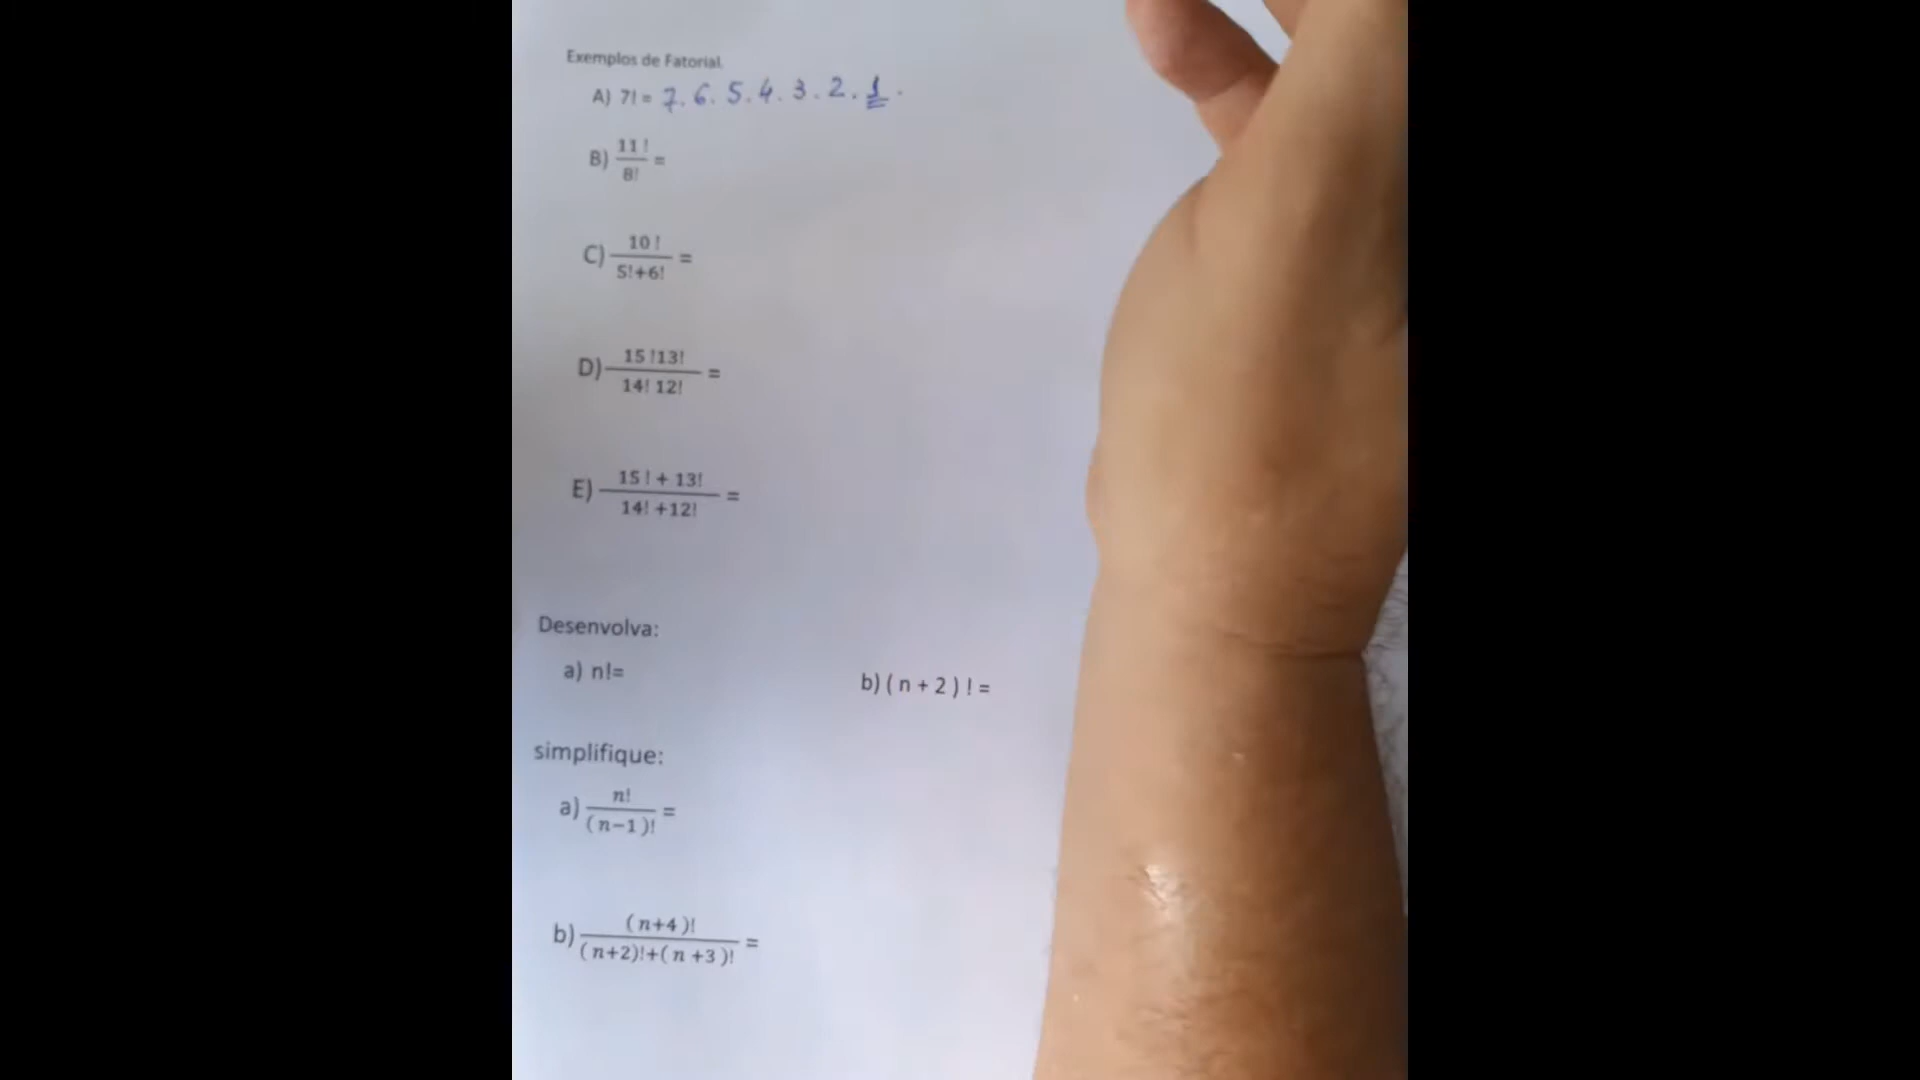 Exemplos de Fatorial.
A) 7! = 7. 6. 5. 4. 3. 2. 1.
B) 11! / 8! =
C) 10! / 5!+6! =
D) 15!13! / 14! 12! =
E) 15! + 13! / 14! +12! =
Desenvolva:
a) n!=
b) ( n + 2 ) ! =
simplifique:
a) n! / ( n−1 )! =
b) ( n+4 )! / ( n+2)!+( n +3 )! =